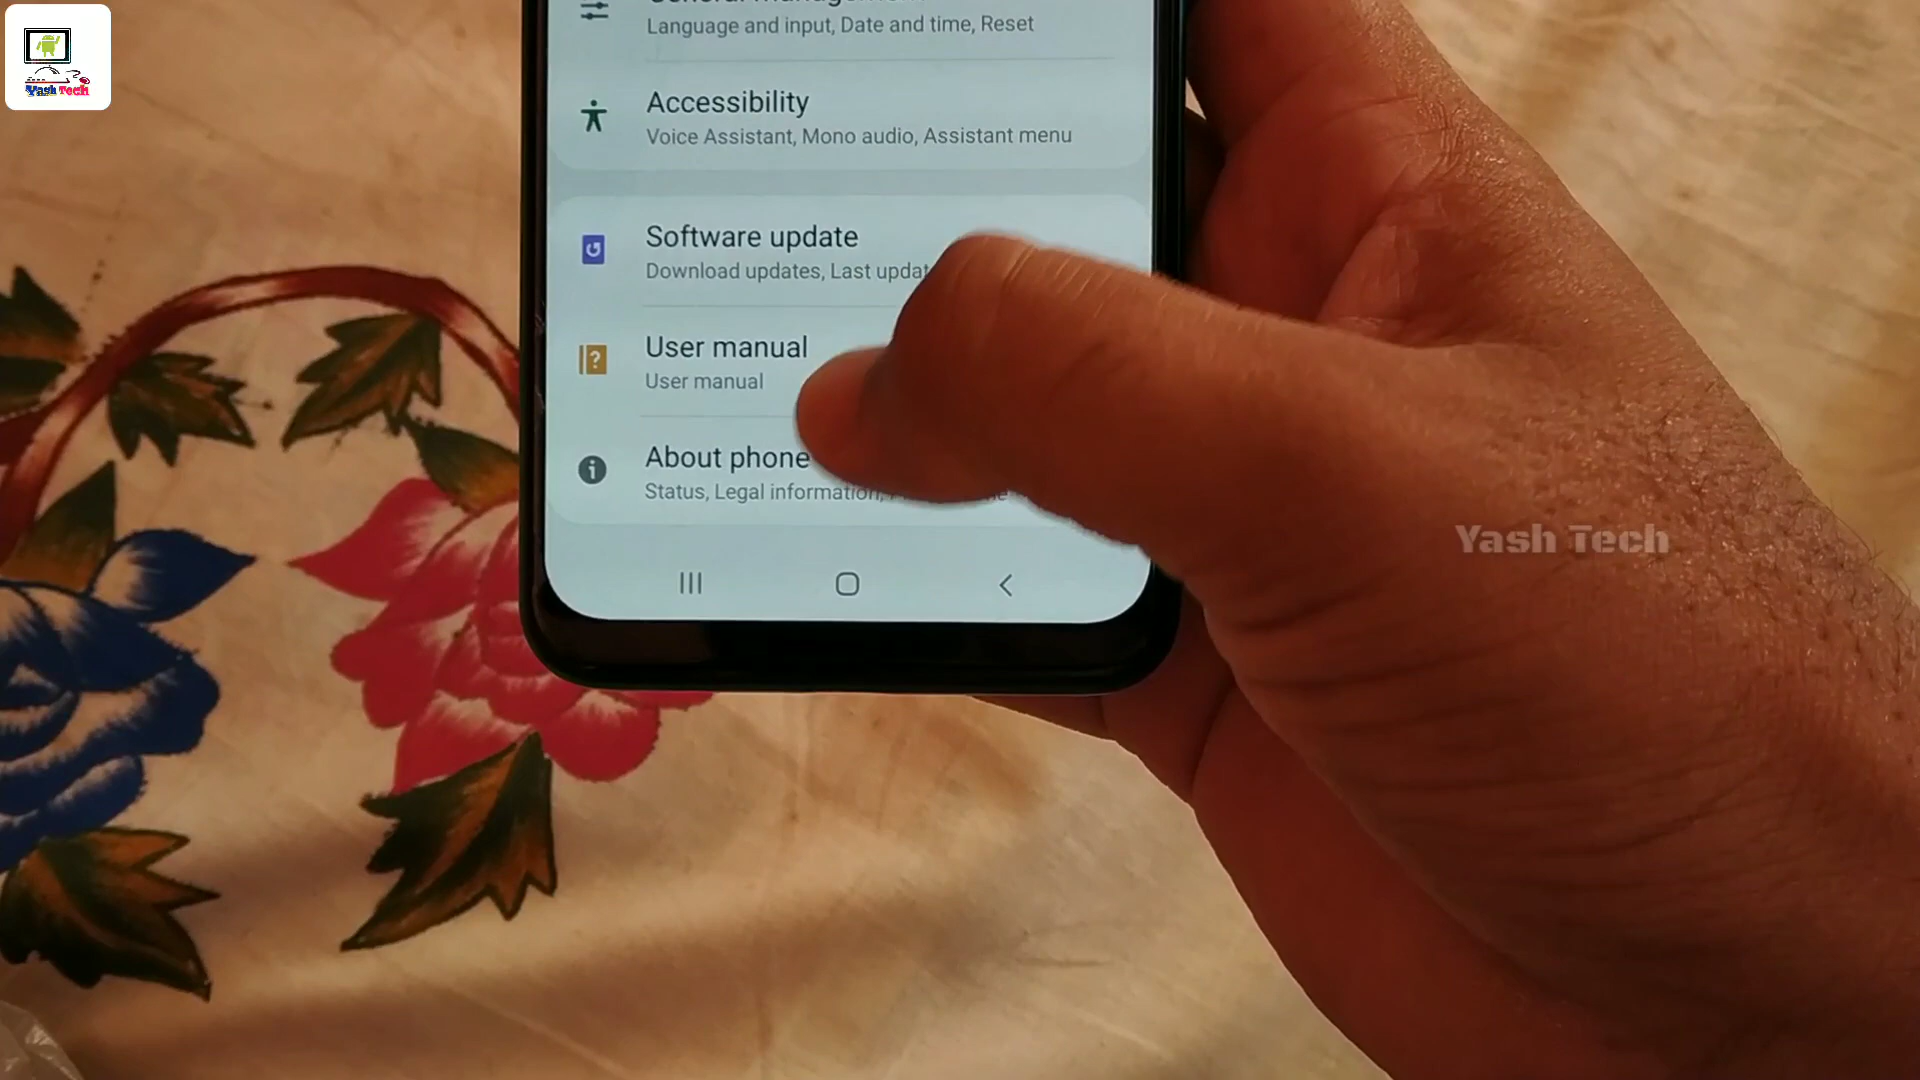 Yash Tech
Language and input, Date and time, Reset
Accessibility
Voice Assistant, Mono audio, Assistant menu
Software update
Download updates, Last
User manual
User manual
About phone
Status, Legal information,
Yash Tech